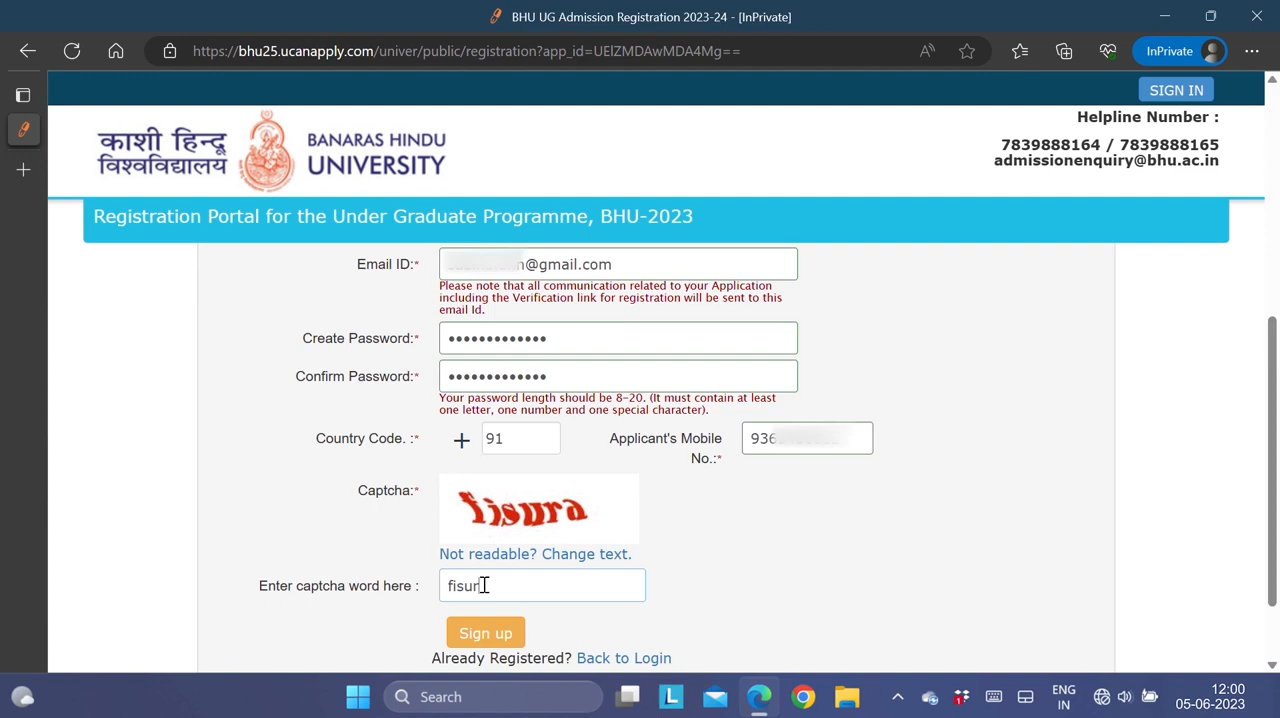 BHU UG Admission Registration 2023-24 - [InPrivate]
https://bhu25.ucanapply.com/univer/public/registration?app_id=UElZMDAwMDA4Mg==
InPrivate
SIGN IN
काशी हिन्दू
विश्वविद्यालय
BANARAS HINDU
UNIVERSITY
Helpline Number :
7839888164 / 7839888165
admissionenquiry@bhu.ac.in
Registration Portal for the Under Graduate Programme, BHU-2023
Email ID:*
@gmail.com
Please note that all communication related to your Application
including the Verification link for registration will be sent to this
email Id.
Create Password:* •••••••••••••
Confirm Password:* •••••••••••••
Your password length should be 8-20. (It must contain at least
one letter, one number and one special character).
Country Code. :* + 91
Applicant's Mobile
No.:*
936
Captcha:*
fisura
Not readable? Change text.
Enter captcha word here : fisur
Sign up
Already Registered? Back to Login
Search
ENG
IN
12:00
05-06-2023